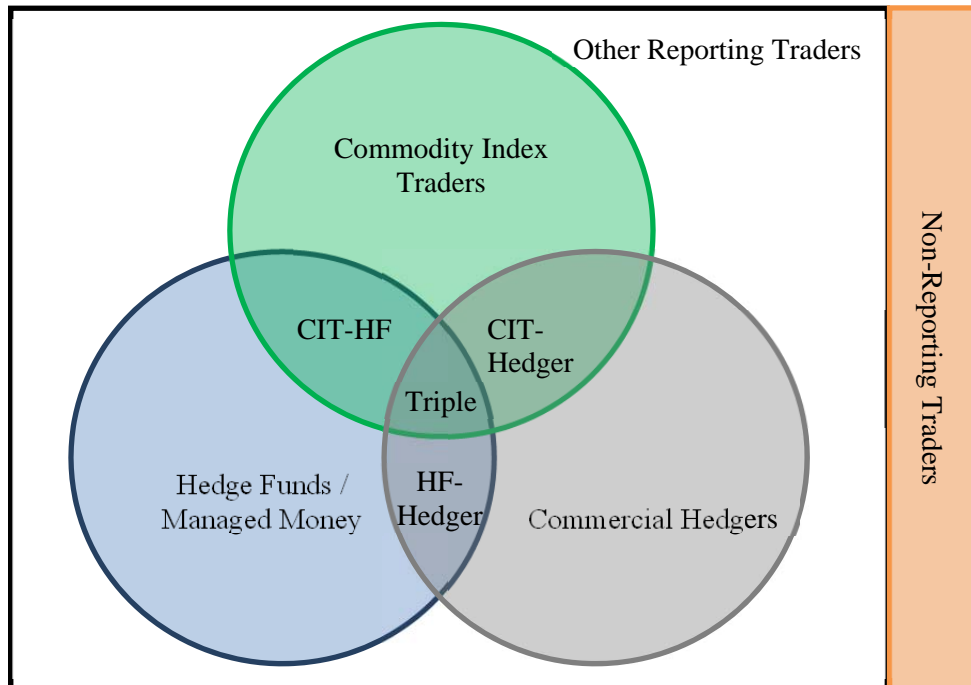 Other Reporting Traders
Commodity Index
Traders
CIT-HF
CIT-
Hedger
Triple
Hedge Funds /
Managed Money
HF-
Hedger
Commercial Hedgers
Non-Reporting Traders